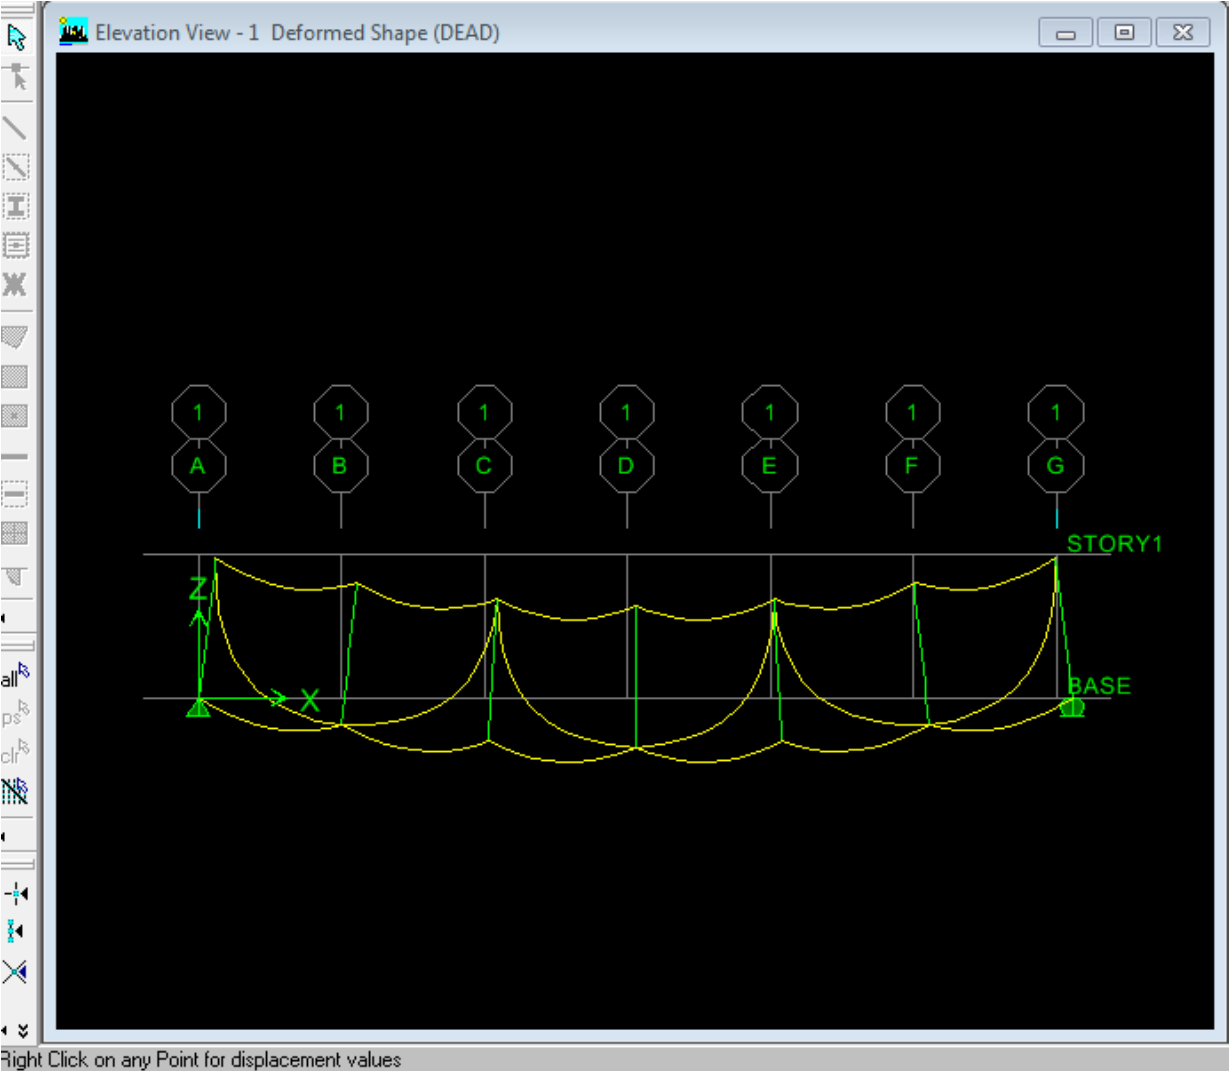 Elevation View - 1 Deformed Shape (DEAD)
1 1 1 1 1 1 1
A B C D E F G
STORY1
Z
BASE
X
all
ps
clr
Right Click on any Point for displacement values